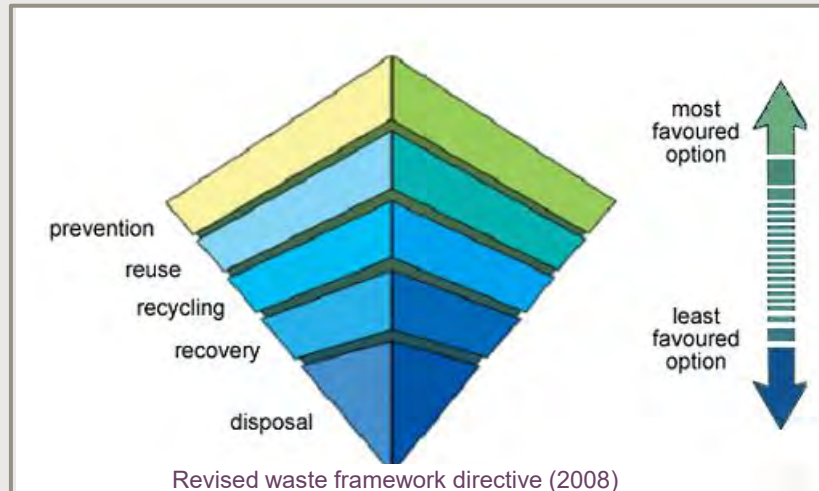 most
favoured
option
prevention
reuse
recycling
recovery
disposal
least
favoured
option
Revised waste framework directive (2008)